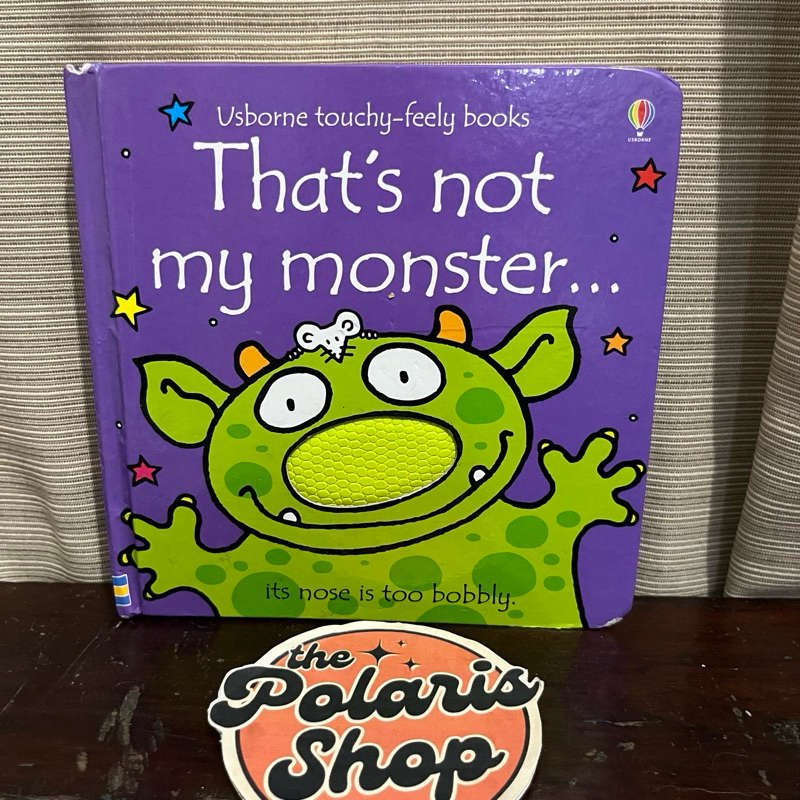 Usborne touchy-feely books
USBORNE
That's not
my monster...
its nose is too bobbly.
the
Polaris
Shop